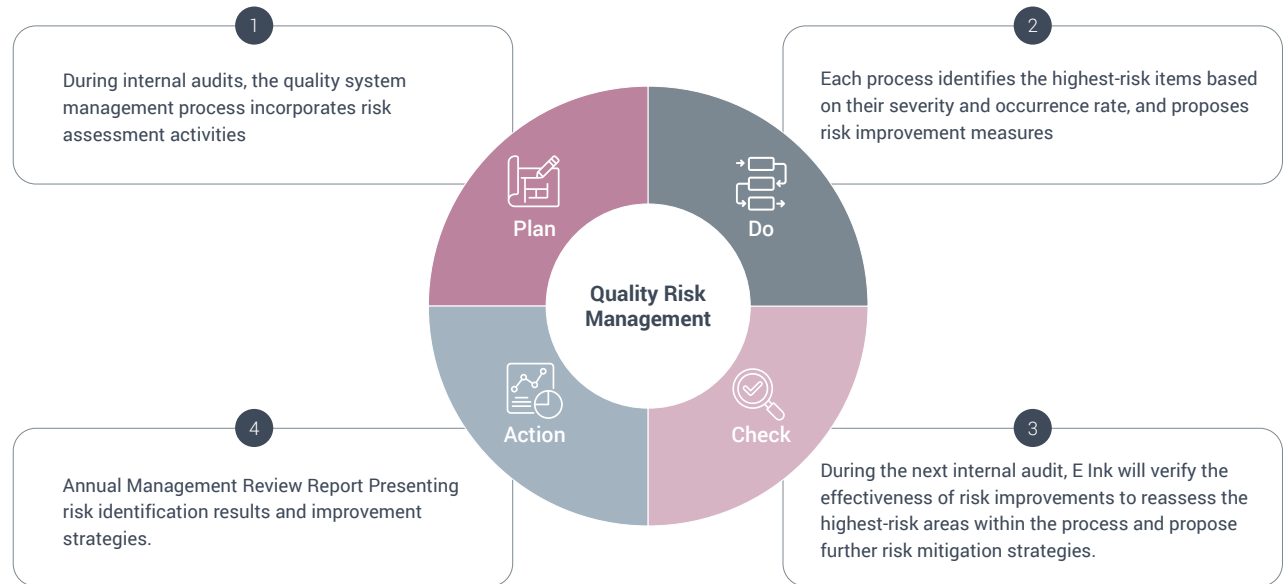 1
During internal audits, the quality system
management process incorporates risk
assessment activities
2
Each process identifies the highest-risk items based
on their severity and occurrence rate, and proposes
risk improvement measures
Plan
Do
Quality Risk
Management
Action
Check
4
Annual Management Review Report Presenting
risk identification results and improvement
strategies.
3
During the next internal audit, E Ink will verify the
effectiveness of risk improvements to reassess the
highest-risk areas within the process and propose
further risk mitigation strategies.